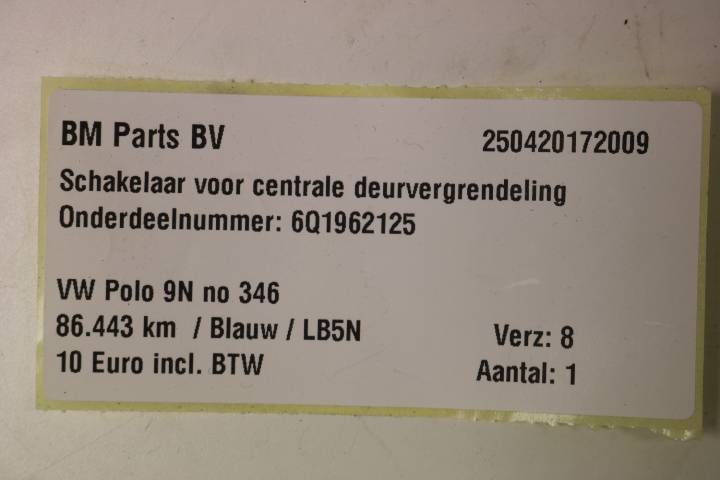 BM Parts BV 250420172009
Schakelaar voor centrale deurvergrendeling
Onderdeelnummer: 6Q1962125
VW Polo 9N no 346
86.443 km / Blauw / LB5N Verz: 8
10 Euro incl. BTW Aantal: 1